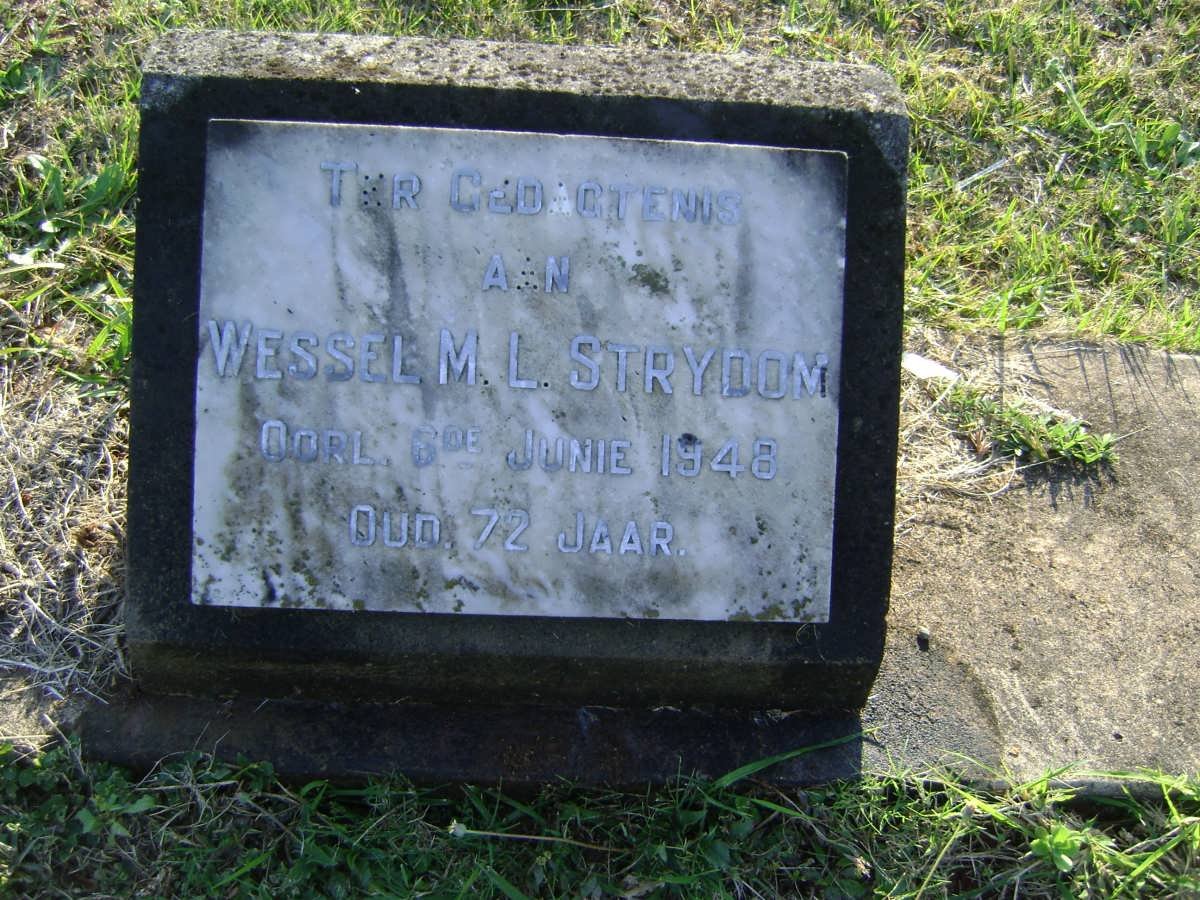 TER GEDAGTENIS
AAN
WESSEL M. L. STRYDOM
OORL. 6DE JUNIE 1948
OUD. 72 JAAR.